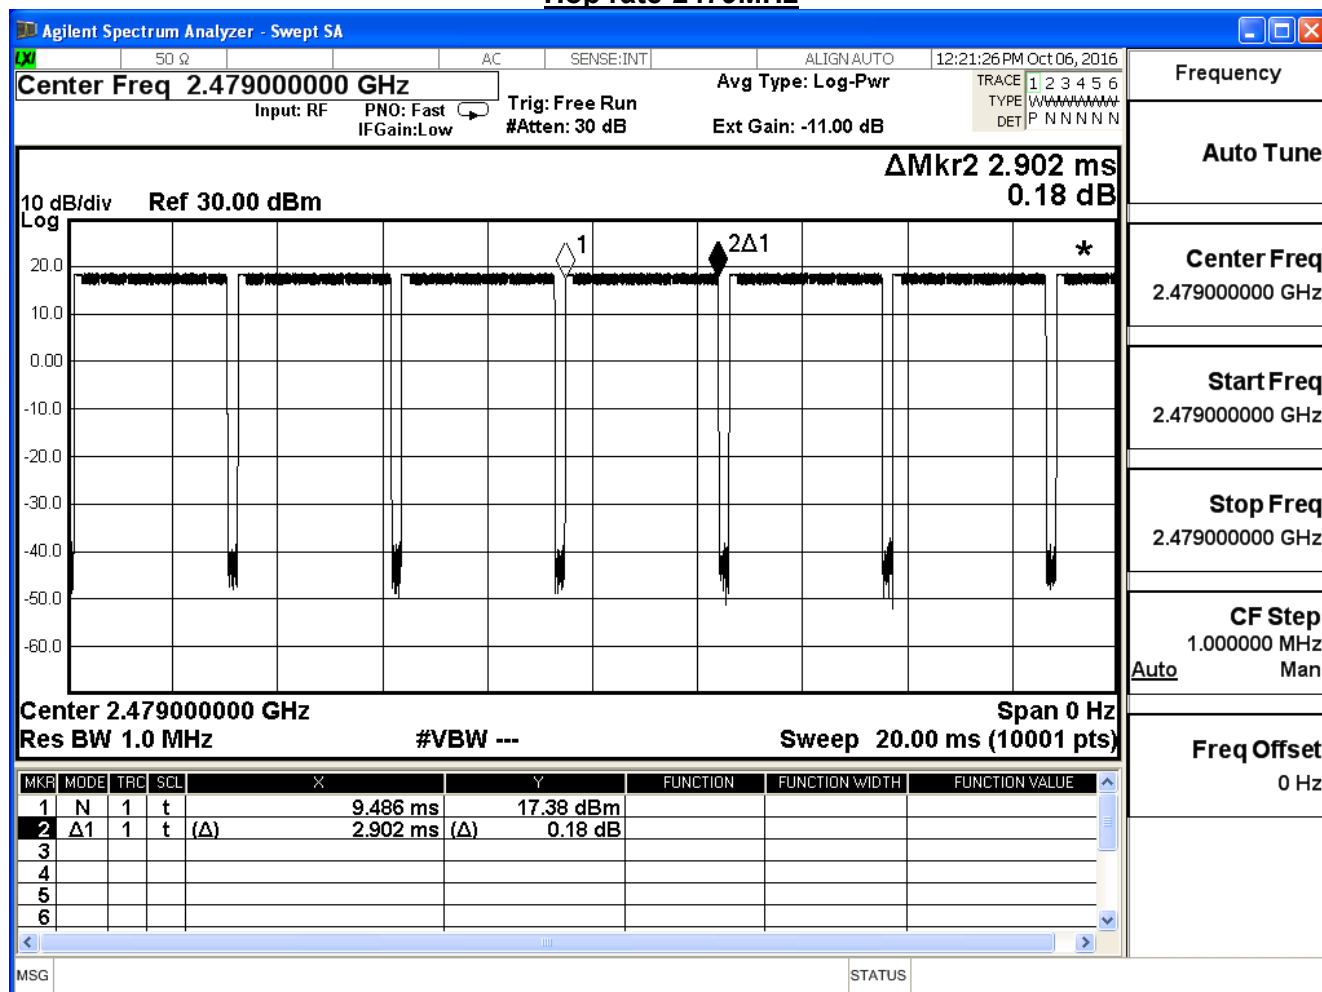 Hop rate 2479MHz
Agilent Spectrum Analyzer - Swept SA
LXI 50 Ω AC SENSE:INT ALIGN AUTO 12:21:26 PM Oct 06, 2016
Center Freq 2.479000000 GHz
Input: RF PNO: Fast IFGain:Low
Trig: Free Run #Atten: 30 dB
Avg Type: Log-Pwr
Ext Gain: -11.00 dB
TRACE 1 2 3 4 5 6
TYPE WWWWWW
DET P N N N N N
ΔMkr2 2.902 ms
0.18 dB
10 dB/div Ref 30.00 dBm
Log
1 2Δ1 *
20.0
10.0
0.00
-10.0
-20.0
-30.0
-40.0
-50.0
-60.0
Center 2.479000000 GHz Span 0 Hz
Res BW 1.0 MHz #VBW --- Sweep 20.00 ms (10001 pts)
MKR MODE TRC SCL X Y FUNCTION FUNCTION WIDTH FUNCTION VALUE
1 N 1 t 9.486 ms 17.38 dBm
2 Δ1 1 t (Δ) 2.902 ms (Δ) 0.18 dB
3
4
5
6
MSG STATUS
Frequency
Auto Tune
Center Freq
2.479000000 GHz
Start Freq
2.479000000 GHz
Stop Freq
2.479000000 GHz
CF Step
1.000000 MHz
Auto Man
Freq Offset
0 Hz